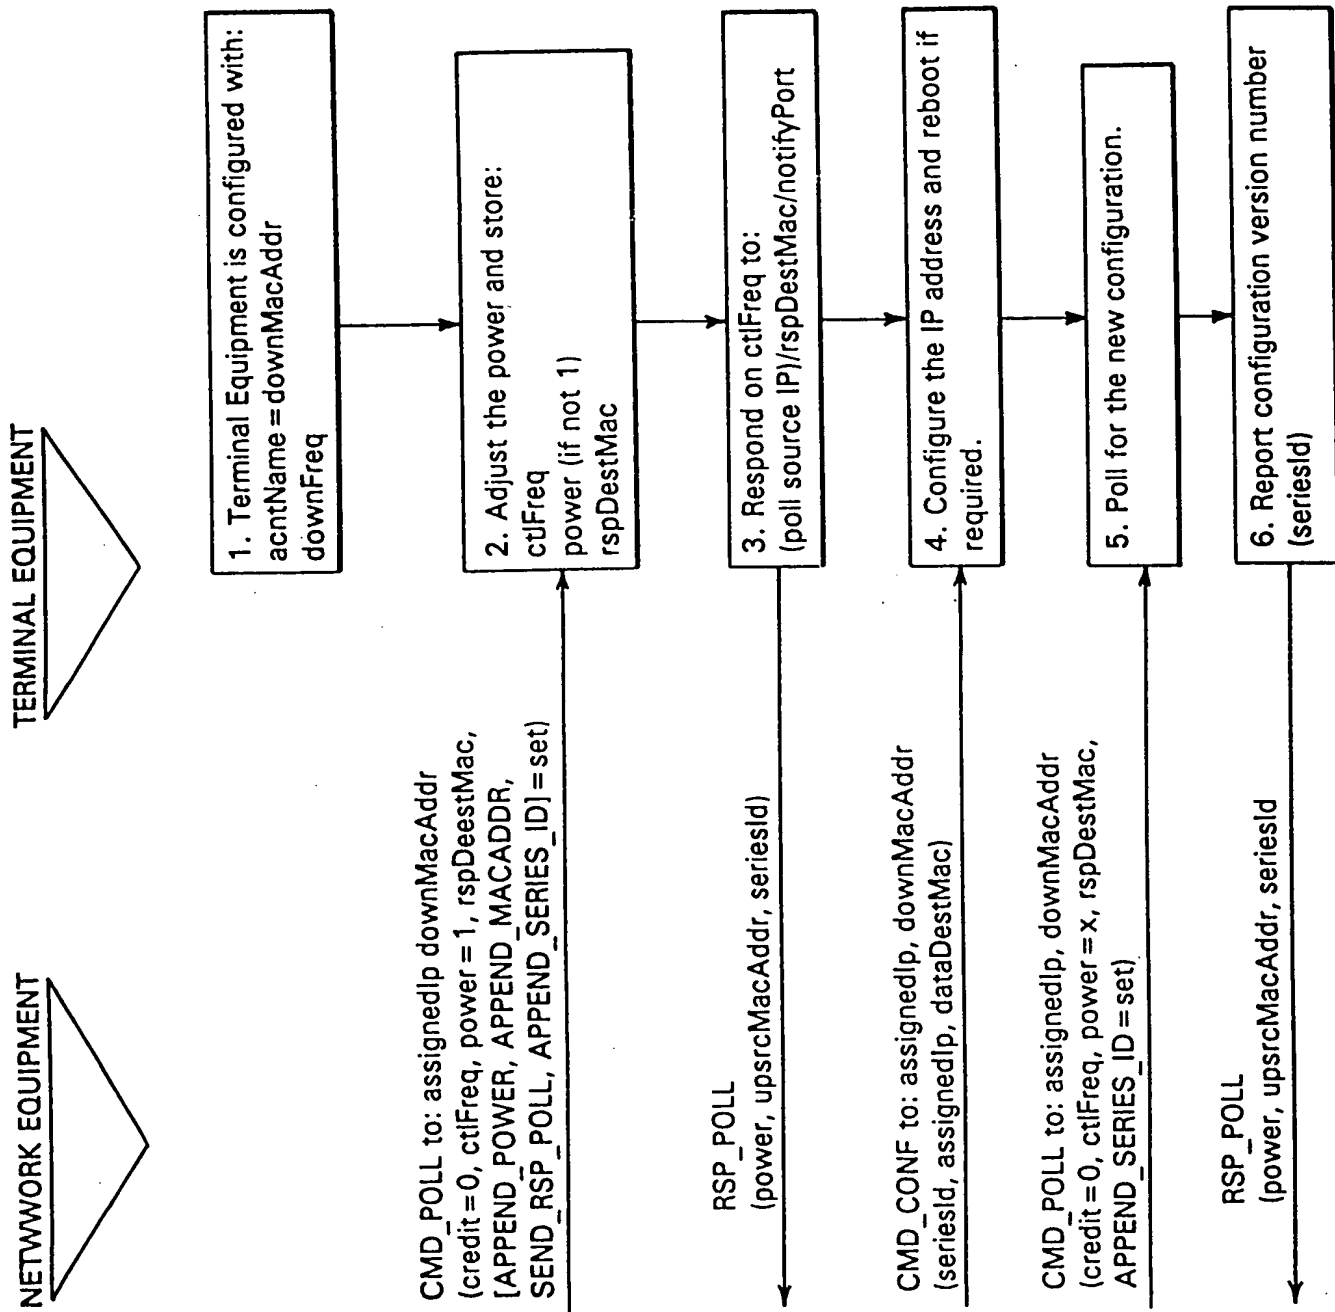 NETWWORK EQUIPMENT
TERMINAL EQUIPMENT
1. Terminal Equipment is configured with:
acntName = downMacAddr
downFreq
CMD_POLL to: assignedIp downMacAddr
(credit = 0, ctlFreq, power = 1, rspDeestMac,
[APPEND_POWER, APPEND_MACADDR,
SEND_RSP_POLL, APPEND_SERIES_ID] = set)
2. Adjust the power and store:
ctlFreq
power (if not 1)
rspDestMac
RSP_POLL
(power, upsrcMacAddr, seriesId)
3. Respond on ctlFreq to:
(poll source IP)/rspDestMac/notifyPort
CMD_CONF to: assignedIp, downMacAddr
(seriesId, assignedIp, dataDestMac)
4. Configure the IP address and reboot if
required.
CMD_POLL to: assignedIp, downMacAddr
(credit = 0, ctlFreq, power = x, rspDestMac,
APPEND_SERIES_ID = set)
5. Poll for the new configuration.
RSP_POLL
(power, upsrcMacAddr, seriesId
6. Report configuration version number
(seriesId)